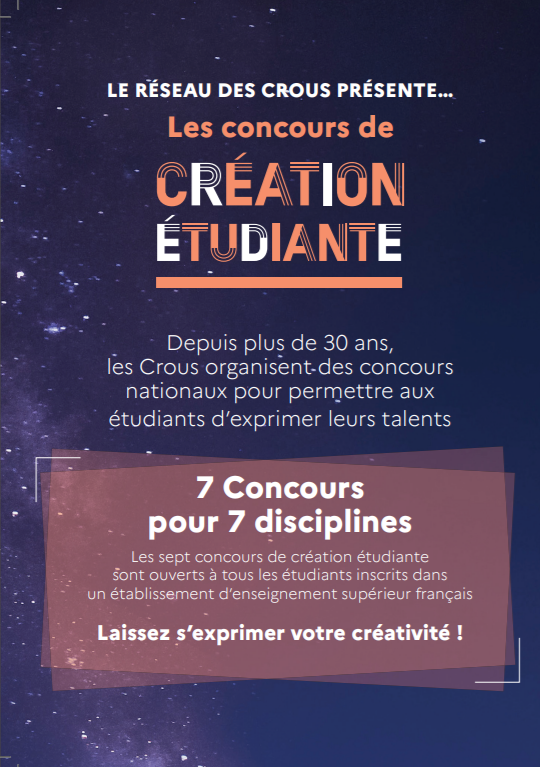 LE RÉSEAU DES CROUS PRÉSENTE...
Les concours de
CRÉATION
ÉTUDIANTE
Depuis plus de 30 ans,
les Crous organisent des concours
nationaux pour permettre aux
étudiants d'exprimer leurs talents
7 Concours
pour 7 disciplines
Les sept concours de création étudiante
sont ouverts à tous les étudiants inscrits dans
un établissement d'enseignement supérieur français
Laissez s'exprimer votre créativité !